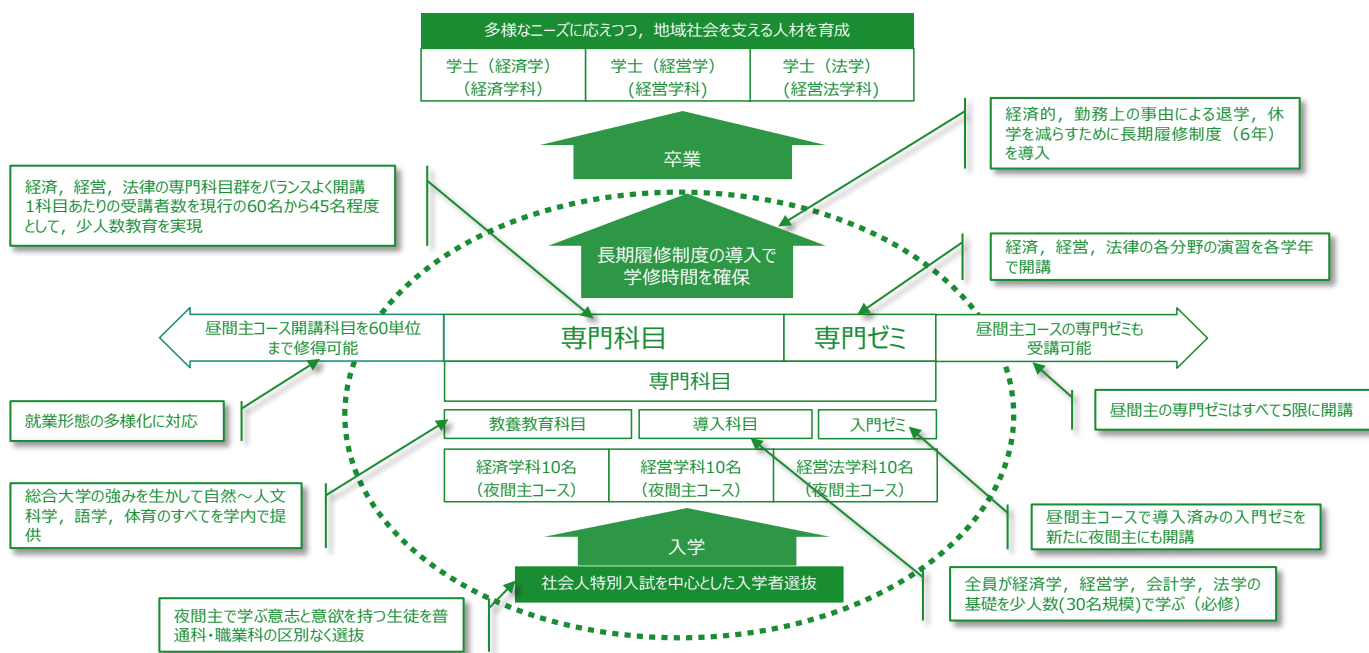 多様なニーズに応えつつ，地域社会を支える人材を育成
学士（経済学）
（経済学科）
学士（経営学）
(経営学科)
学士（法学）
(経営法学科)
卒業
経済的，勤務上の事由による退学，休
学を減らすために長期履修制度（6年）
を導入
経済，経営，法律の専門科目群をバランスよく開講
1科目あたりの受講者数を現行の60名から45名程度
として，少人数教育を実現
長期履修制度の導入で
学修時間を確保
経済，経営，法律の各分野の演習を各学年
で開講
昼間主コース開講科目を60単位
まで修得可能
専門科目
専門ゼミ
昼間主コースの専門ゼミも
受講可能
専門科目
就業形態の多様化に対応
昼間主の専門ゼミはすべて5限に開講
教養教育科目
導入科目
入門ゼミ
経済学科10名
（夜間主コース）
経営学科10名
（夜間主コース）
経営法学科10名
（夜間主コース）
総合大学の強みを生かして自然～人文
科学，語学，体育のすべてを学内で提
供
昼間主コースで導入済みの入門ゼミを
新たに夜間主にも開講
入学
社会人特別入試を中心とした入学者選抜
全員が経済学，経営学，会計学，法学の
基礎を少人数(30名規模)で学ぶ（必修）
夜間主で学ぶ意志と意欲を持つ生徒を普
通科・職業科の区別なく選抜